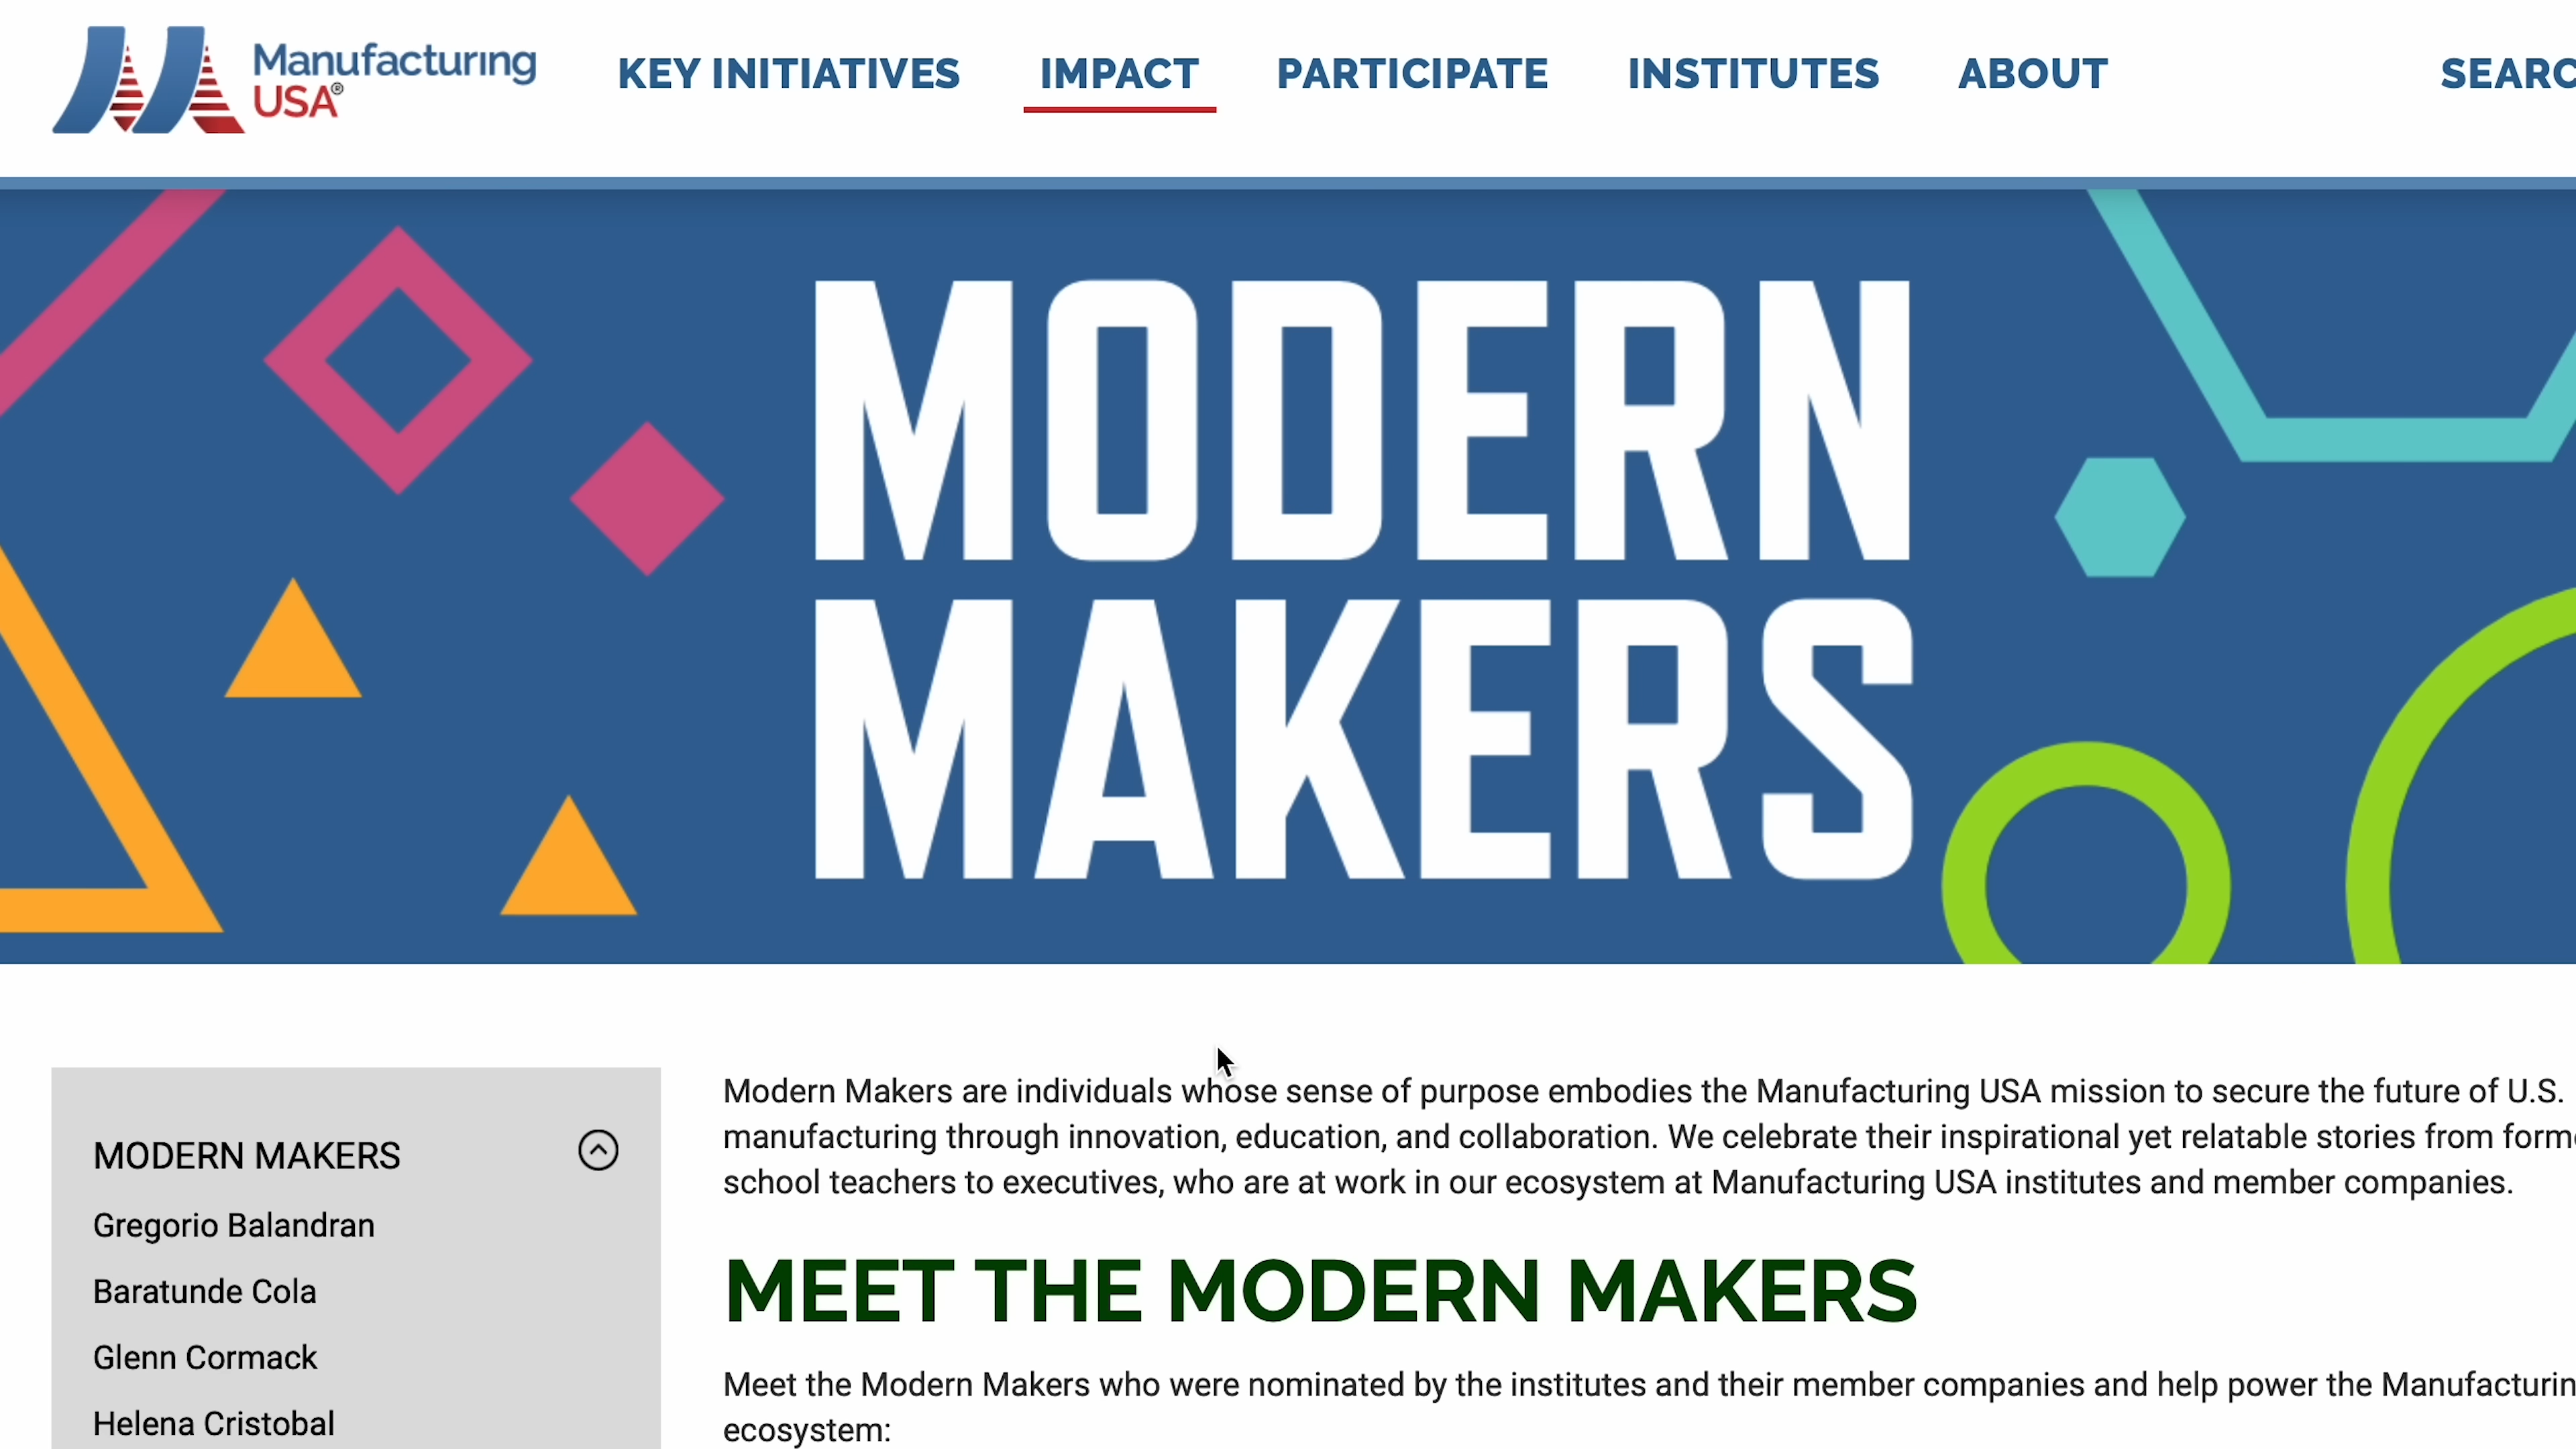 Manufacturing
USA®
KEY INITIATIVES IMPACT PARTICIPATE INSTITUTES ABOUT
MODERN
MAKERS
MODERN MAKERS
Gregorio Balandran
Baratunde Cola
Glenn Cormack
Helena Cristobal
Modern Makers are individuals whose sense of purpose embodies the Manufacturing USA mission to secure the future of U.S.
manufacturing through innovation, education, and collaboration. We celebrate their inspirational yet relatable stories from
school teachers to executives, who are at work in our ecosystem at Manufacturing USA institutes and member companies.
MEET THE MODERN MAKERS
Meet the Modern Makers who were nominated by the institutes and their member companies and help power the
ecosystem: